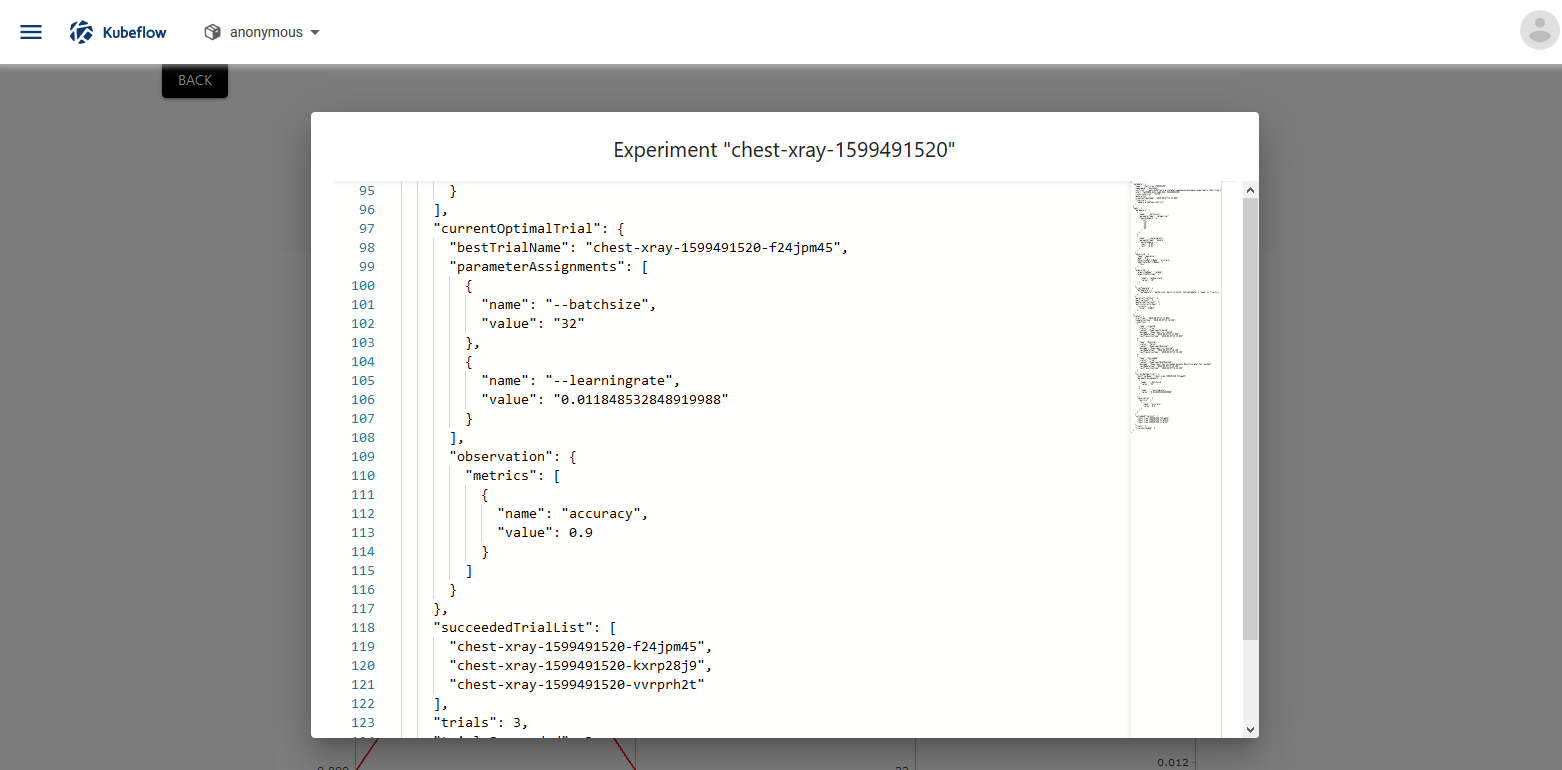 Kubeflow
anonymous
BACK
Experiment "chest-xray-1599491520"
95 }
96 ],
97 "currentOptimalTrial": {
98 "bestTrialName": "chest-xray-1599491520-f24jpm45",
99 "parameterAssignments": [
100 {
101 "name": "--batchsize",
102 "value": "32"
103 },
104 {
105 "name": "--learningrate",
106 "value": "0.011848532848919988"
107 }
108 ],
109 "observation": {
110 "metrics": [
111 {
112 "name": "accuracy",
113 "value": 0.9
114 }
115 ]
116 }
117 },
118 "succeededTrialList": [
119 "chest-xray-1599491520-f24jpm45",
120 "chest-xray-1599491520-kxrp28j9",
121 "chest-xray-1599491520-vvrprh2t"
122 ],
123 "trials": 3,
0.012